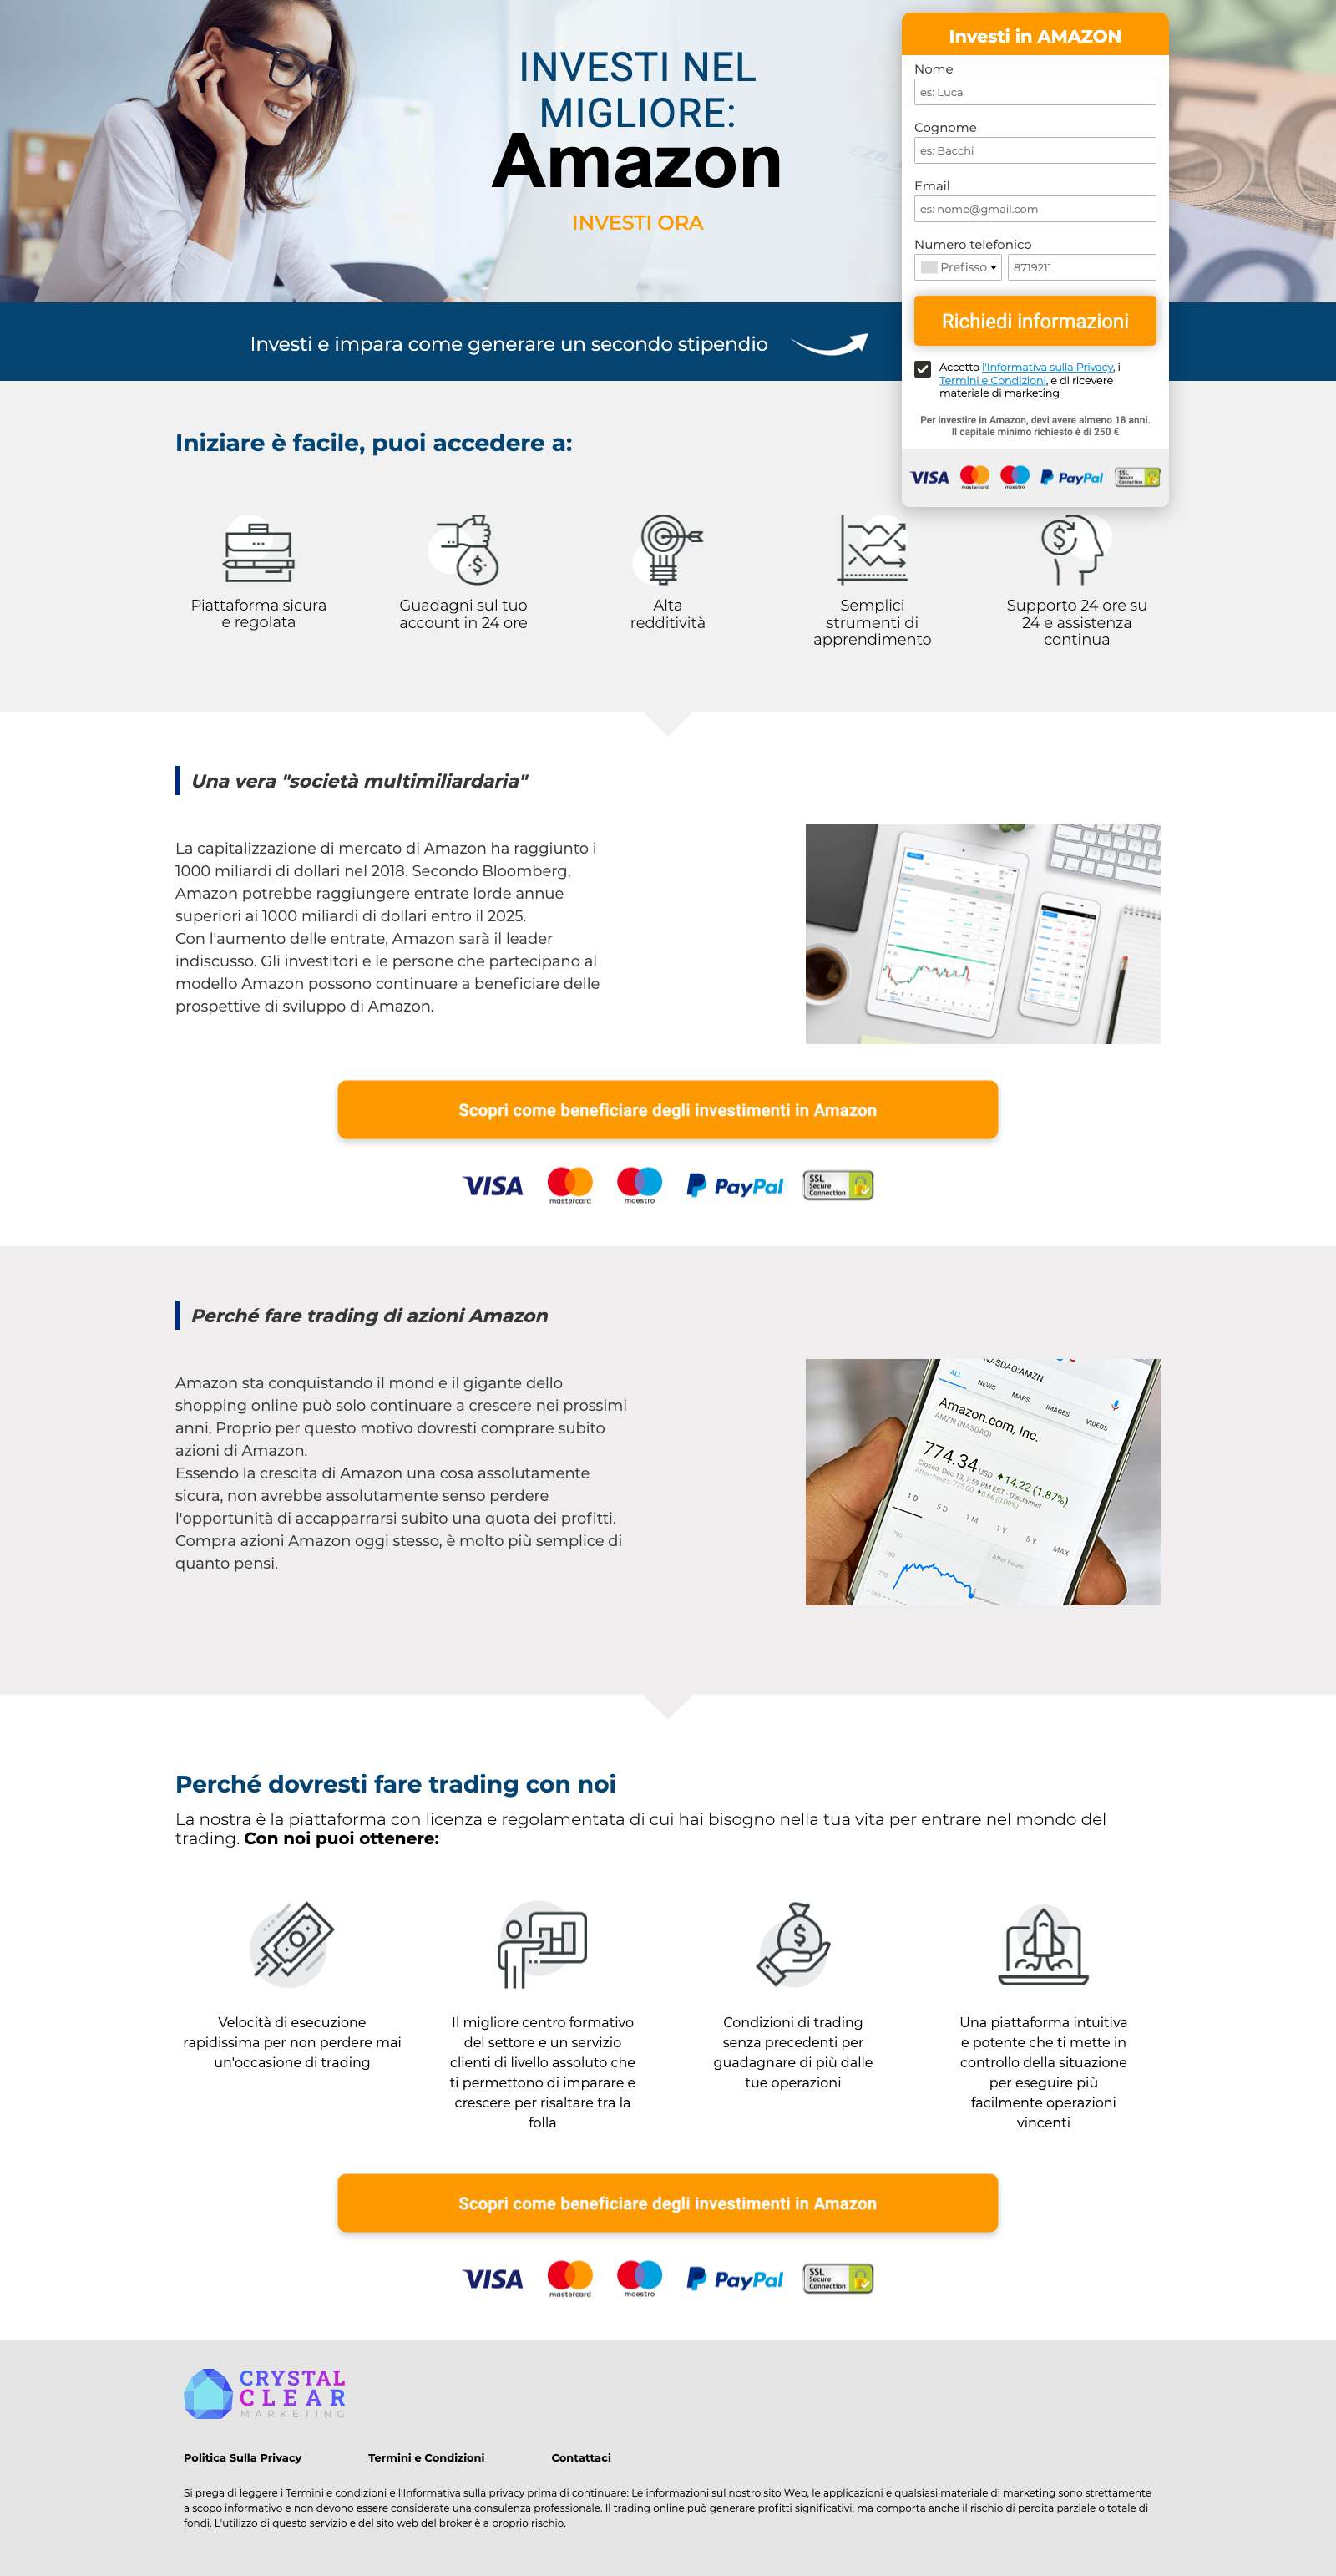 INVESTI NEL
MIGLIORE:
Amazon
INVESTI ORA
Investi in AMAZON
Nome
es: Luca
Cognome
es: Bacchi
Email
es: nome@gmail.com
Numero telefonico
Prefisso
8719211
Richiedi informazioni
Accetto l'Informativa sulla Privacy, i
Termini e Condizioni, e di ricevere
materiale di marketing
Per investire in Amazon, devi avere almeno 18 anni.
Il capitale minimo richiesto è di 250 €
VISA mastercard maestro PayPal SSL Secure Connection
Investi e impara come generare un secondo stipendio
Iniziare è facile, puoi accedere a:
Piattaforma sicura
e regolata
Guadagni sul tuo
account in 24 ore
Alta
redditività
Semplici
strumenti di
apprendimento
Supporto 24 ore su
24 e assistenza
continua
Una vera "società multimiliardaria"
La capitalizzazione di mercato di Amazon ha raggiunto i
1000 miliardi di dollari nel 2018. Secondo Bloomberg,
Amazon potrebbe raggiungere entrate lorde annue
superiori ai 1000 miliardi di dollari entro il 2025.
Con l'aumento delle entrate, Amazon sarà il leader
indiscusso. Gli investitori e le persone che partecipano al
modello Amazon possono continuare a beneficiare delle
prospettive di sviluppo di Amazon.
Scopri come beneficiare degli investimenti in Amazon
VISA mastercard maestro PayPal SSL Secure Connection
Perché fare trading di azioni Amazon
Amazon sta conquistando il mond e il gigante dello
shopping online può solo continuare a crescere nei prossimi
anni. Proprio per questo motivo dovresti comprare subito
azioni di Amazon.
Essendo la crescita di Amazon una cosa assolutamente
sicura, non avrebbe assolutamente senso perdere
l'opportunità di accapparrarsi subito una quota dei profitti.
Compra azioni Amazon oggi stesso, è molto più semplice di
quanto pensi.
NASDAQ:AMZN
ALL NEWS MAPS IMAGES VIDEOS
Amazon.com, Inc.
AMZN (NASDAQ)
774.34 USD 14.22 (1.87%)
Closed: Dec 13, 7:59 PM EST - Disclaimer
After-hours: 775.00 0.66 (0.09%)
1 D 5 D 1 M 1 Y 5 Y MAX
790
780
770
760
After hours
Perché dovresti fare trading con noi
La nostra è la piattaforma con licenza e regolamentata di cui hai bisogno nella tua vita per entrare nel mondo del
trading. Con noi puoi ottenere:
Velocità di esecuzione
rapidissima per non perdere mai
un'occasione di trading
Il migliore centro formativo
del settore e un servizio
clienti di livello assoluto che
ti permettono di imparare e
crescere per risaltare tra la
folla
Condizioni di trading
senza precedenti per
guadagnare di più dalle
tue operazioni
Una piattaforma intuitiva
e potente che ti mette in
controllo della situazione
per eseguire più
facilmente operazioni
vincenti
Scopri come beneficiare degli investimenti in Amazon
VISA mastercard maestro PayPal SSL Secure Connection
CRYSTAL
CLEAR
MARKETING
Politica Sulla Privacy
Termini e Condizioni
Contattaci
Si prega di leggere i Termini e condizioni e l'Informativa sulla privacy prima di continuare: Le informazioni sul nostro sito Web, le applicazioni e qualsiasi materiale di marketing sono strettamente
a scopo informativo e non devono essere considerate una consulenza professionale. Il trading online può generare profitti significativi, ma comporta anche il rischio di perdita parziale o totale di
fondi. L'utilizzo di questo servizio e del sito web del broker è a proprio rischio.